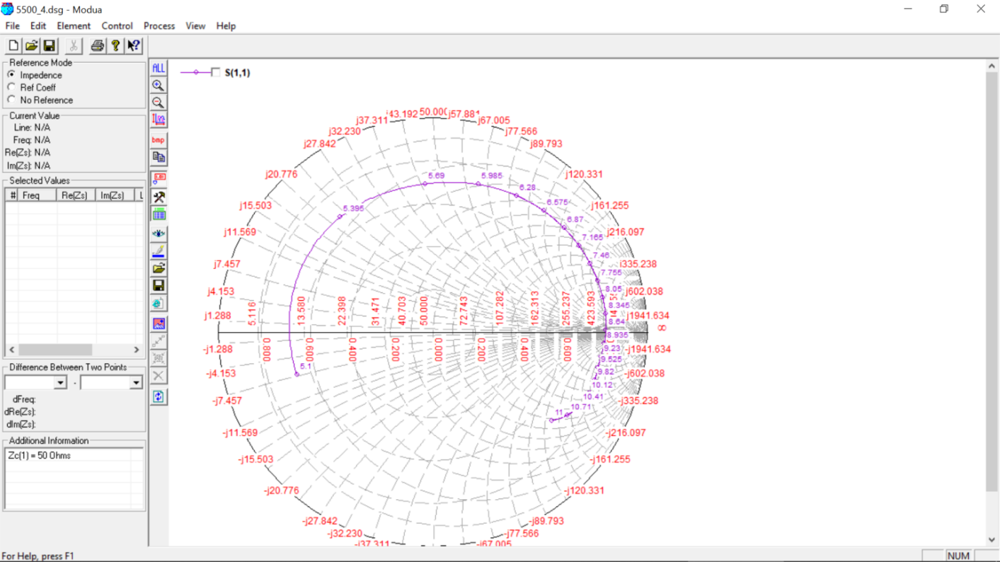 5500_4.dsg - Modua
File Edit Element Control Process View Help
Reference Mode
Impedence
Ref Coeff
No Reference
Current Value
Line: N/A
Freq: N/A
Re(Zs): N/A
Im(Zs): N/A
Selected Values
# Freq Re(Zs) Im(Zs) L
Difference Between Two Points
-
dFreq:
dRe(Zs):
dIm(Zs):
Additional Information
Zc(1) = 50 Ohms
ALL
bmp
S(1,1)
j37.311 j43.192 50.000 j57.881 j67.005
j32.230 j77.566
j27.842 j89.793
j20.776 j120.331
j15.503 j161.255
j11.569 j216.097
j7.457 j335.238
j4.153 j602.038
j1.288 j1941.634
∞
5.69 5.985
6.28
5.395 6.575
6.87
7.165
7.46
7.755
8.05
8.345
8.64
8.935
9.23
9.525
9.82
10.12
10.41
10.71
11
5.1
5.116 13.580 22.398 31.471 40.703 50.000 72.743 107.282 162.313 255.237 423.593
0.800 0.600 0.400 0.200 0.000 0.200 0.400 0.600
-j1.288 -j1941.634
-j4.153 -j602.038
-j7.457 -j335.238
-j11.569 -j216.097
-j15.503 -j161.255
-j20.776 -j120.331
-j27.842 -j89.793
-j32.230 -j77.566
-j37.311 -j67.005
For Help, press F1
NUM